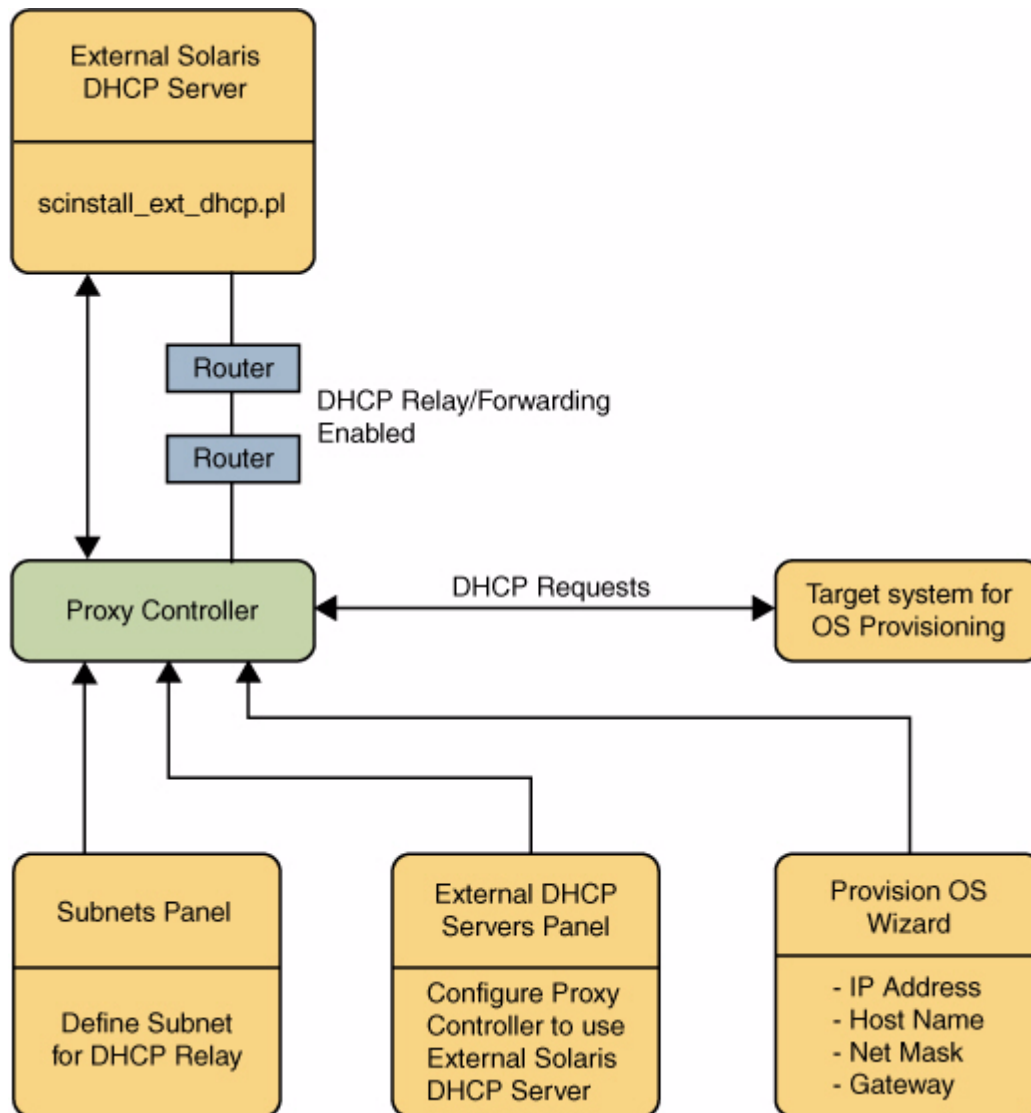 External Solaris
DHCP Server
scinstall_ext_dhcp.pl
Router
DHCP Relay/Forwarding
Enabled
Router
Proxy Controller
DHCP Requests
Target system for
OS Provisioning
Subnets Panel
Define Subnet
for DHCP Relay
External DHCP
Servers Panel
Configure Proxy
Controller to use
External Solaris
DHCP Server
Provision OS
Wizard
- IP Address
- Host Name
- Net Mask
- Gateway